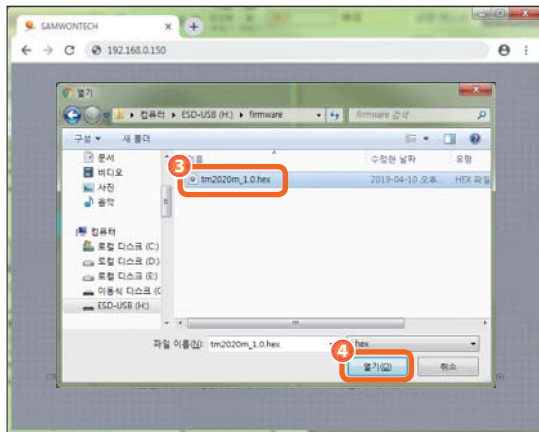 SAMWONTECH
192.168.0.150
열기
컴퓨터 ▸ ESD-USB (H:) ▸ firmware
firmware 검색
구성 새 폴더
이름 수정한 날짜 유형
문서
비디오
사진
음악
③
tm2020m_1.0.hex 2019-04-10 오후... HEX 파일
컴퓨터
로컬 디스크 (C:)
로컬 디스크 (D:)
로컬 디스크 (E:)
이동식 디스크 (
ESD-USB (H:)
파일 이름(N): tm2020m_1.0.hex hex
④
열기(O) 취소